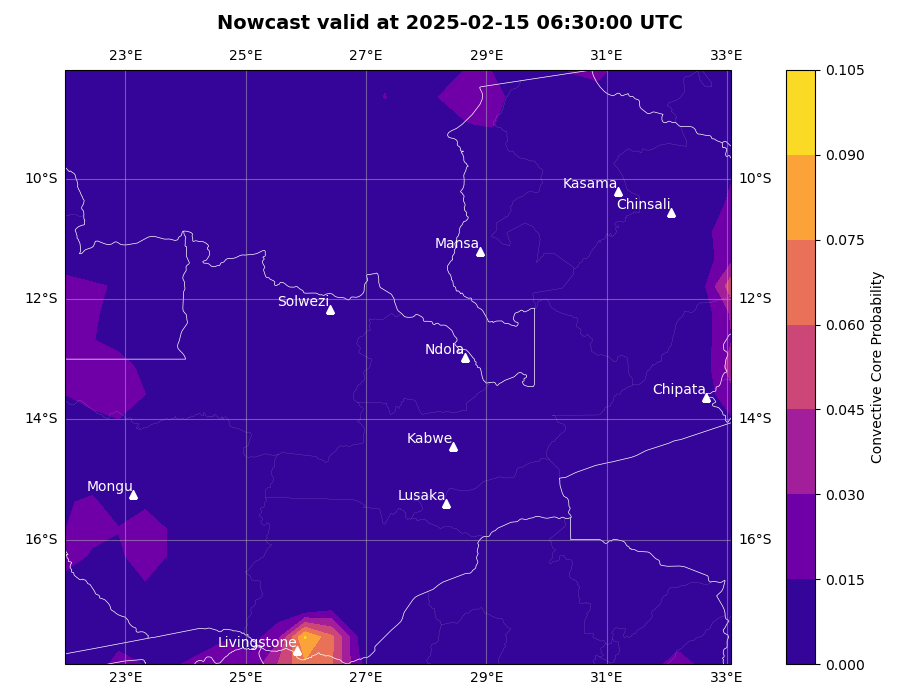 Nowcast valid at 2025-02-15 06:30:00 UTC
23°E 25°E 27°E 29°E 31°E 33°E
0.105
0.090
10°S Kasama 10°S
Chinsali
0.075
Mansa
12°S 12°S
Solwezi
0.060
Ndola
Chipata
0.045
14°S 14°S
Kabwe
Mongu
Lusaka
0.030
16°S 16°S
0.015
Livingstone
0.000
23°E 25°E 27°E 29°E 31°E 33°E
Convective Core Probability